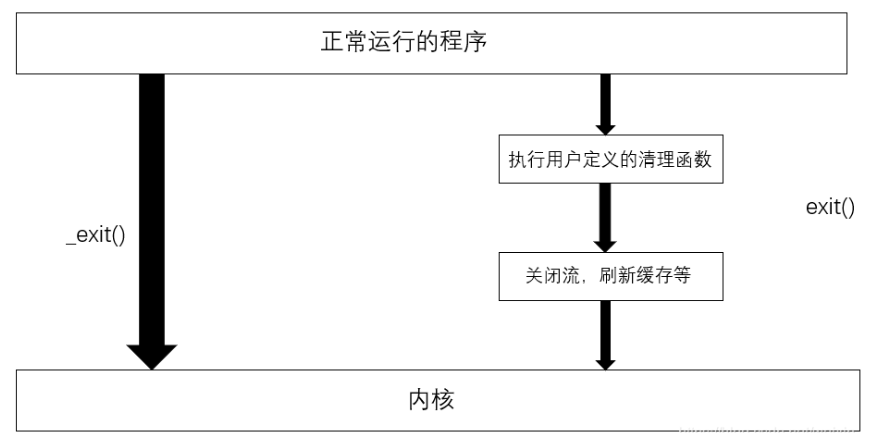 正常运行的程序
执行用户定义的清理函数
exit()
_exit()
关闭流，刷新缓存等
内核